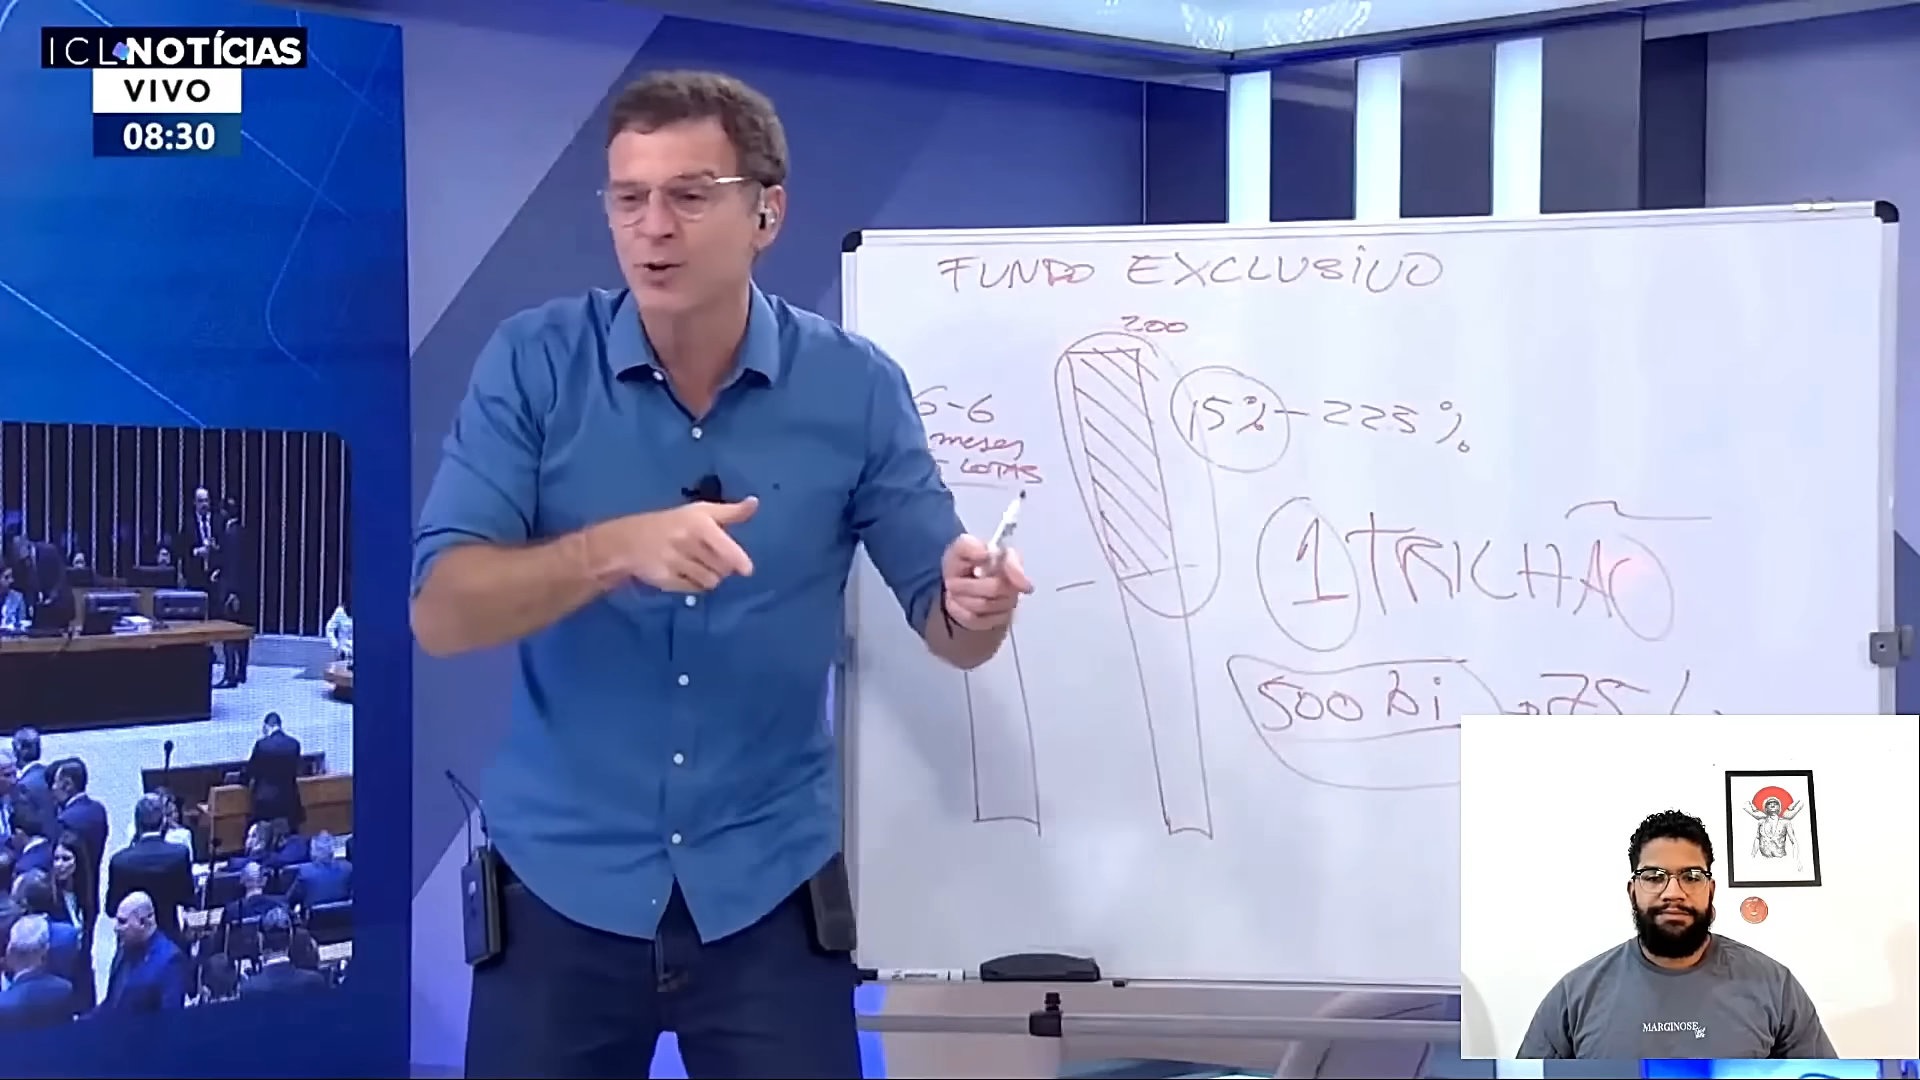 ICL NOTÍCIAS
VIVO
08:30
FUNDO EXCLUSIVO
200
6-6
meses
COTAS
15% - 225%
1 TRILHÃO
500 bi
75%
MARGINOSE